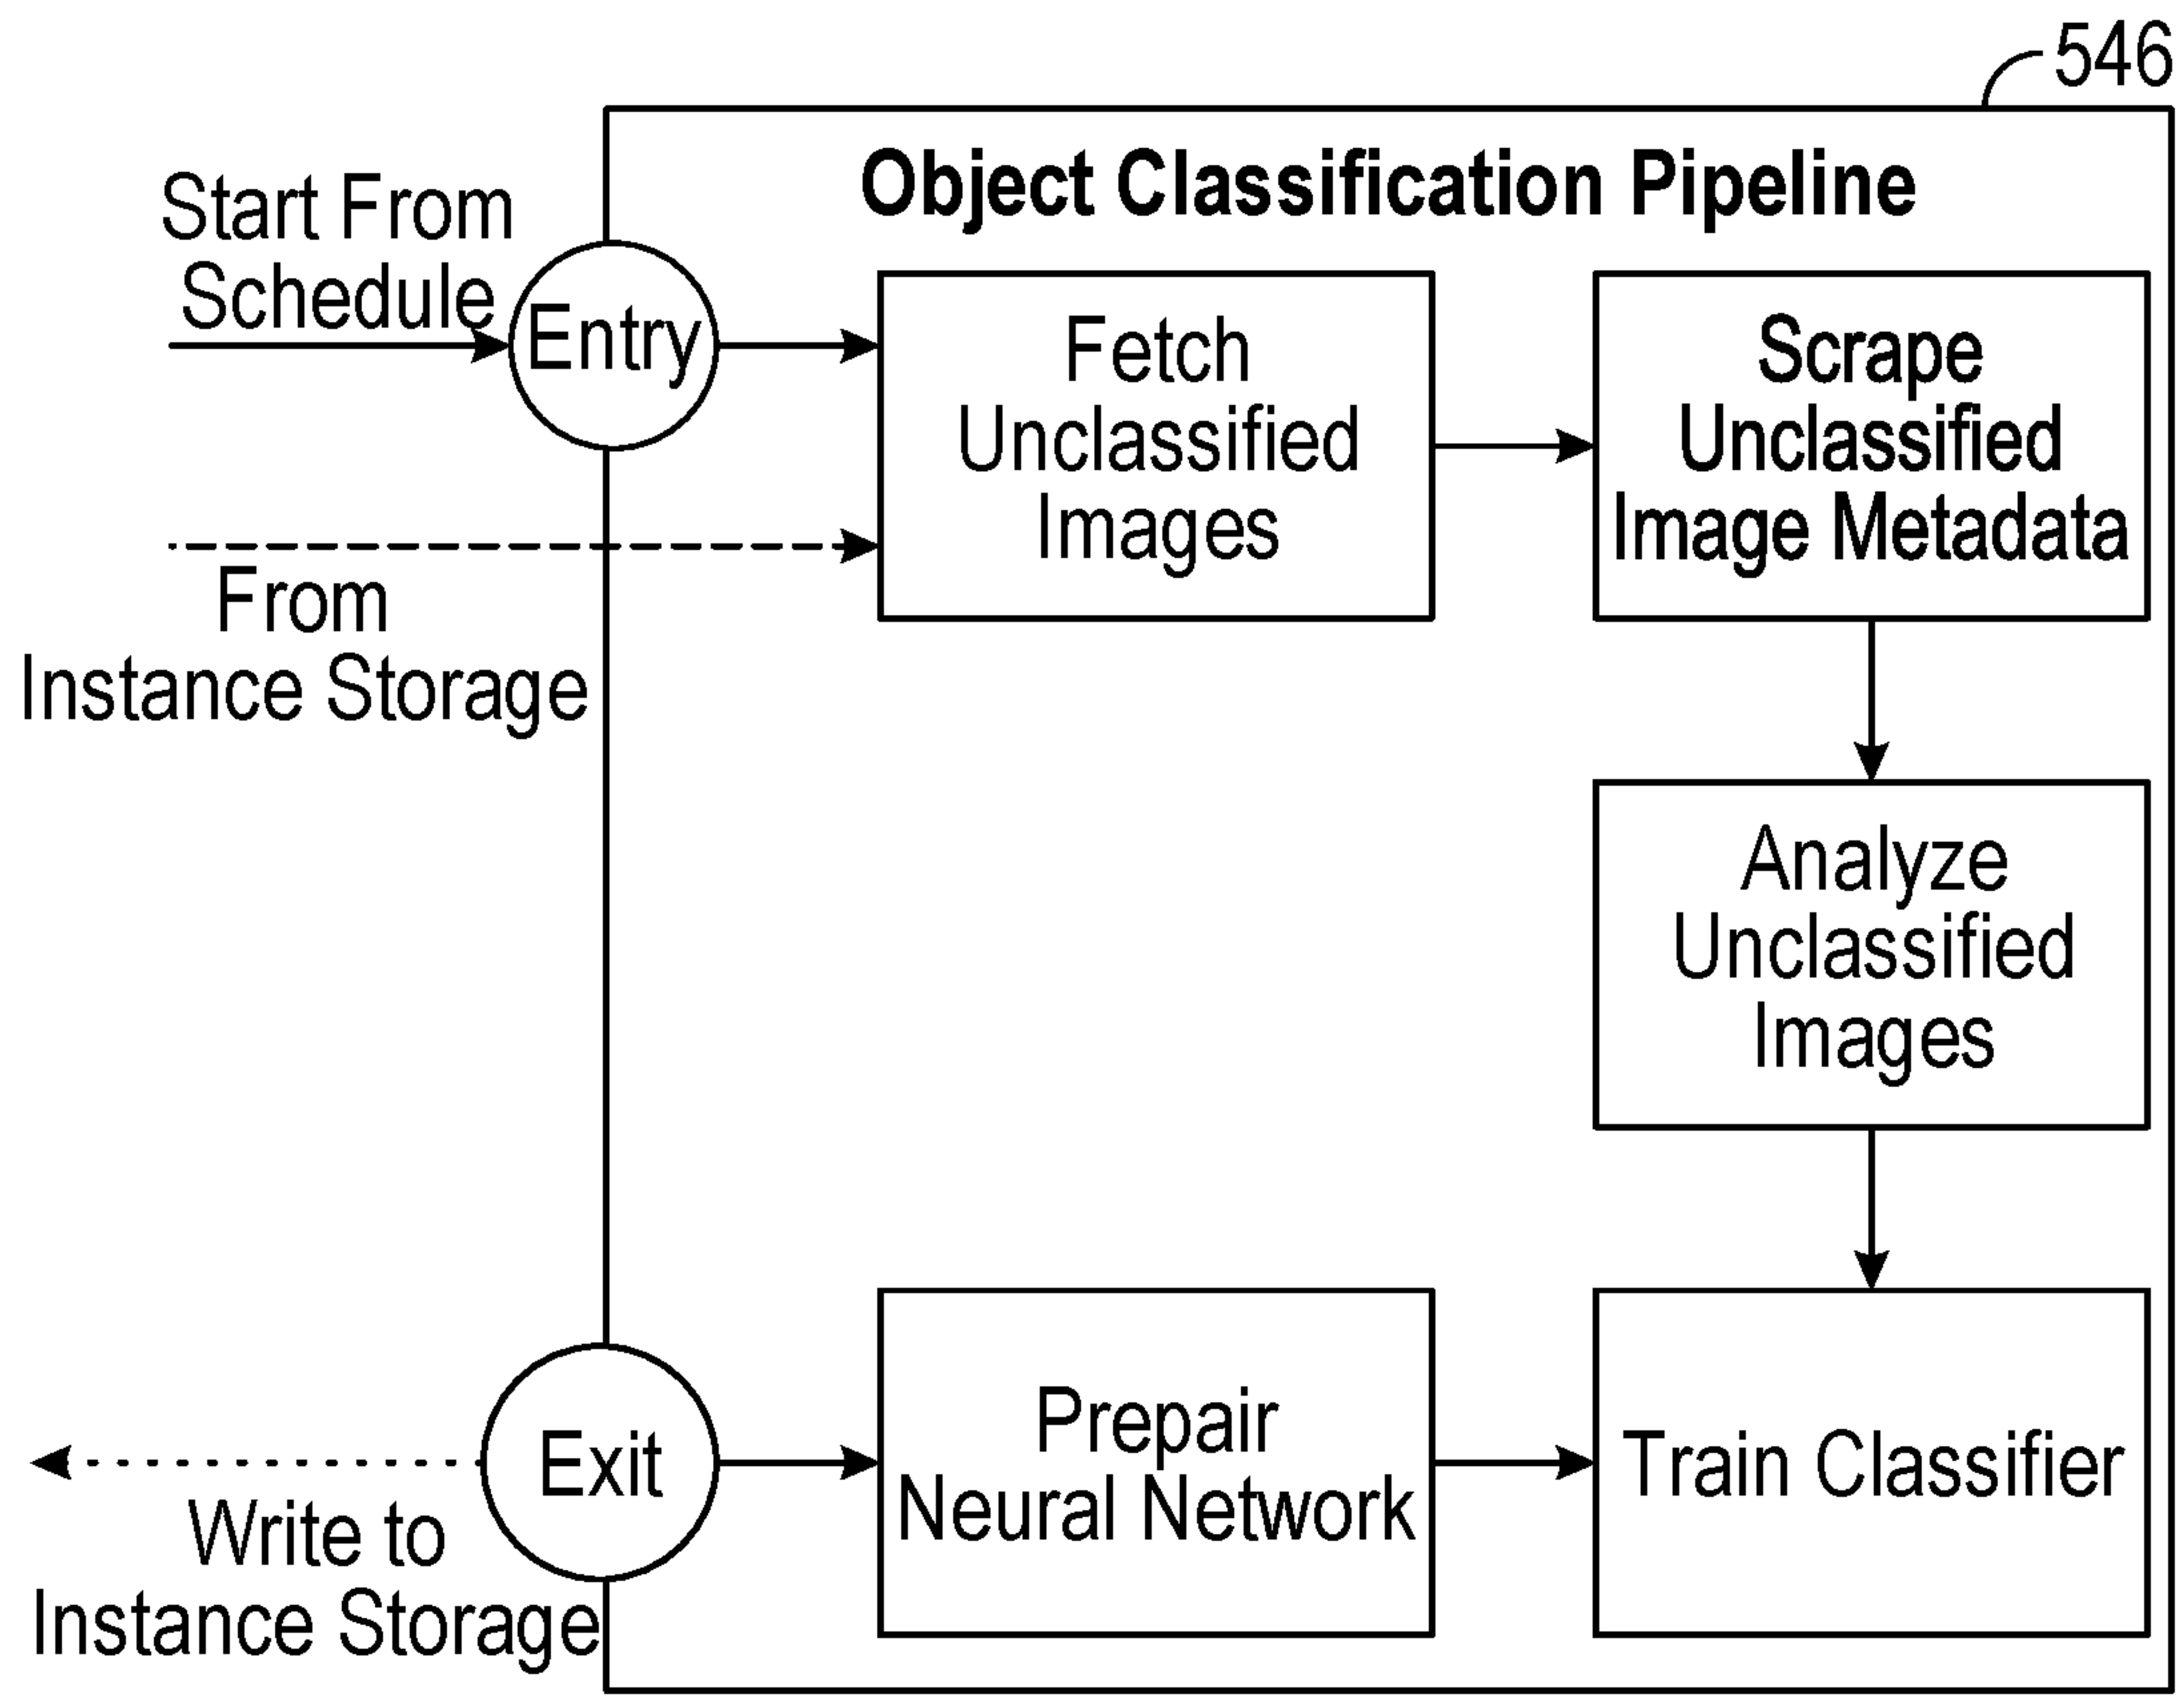 546
Object Classification Pipeline
Start From
Schedule
Entry
Fetch
Unclassified
Images
Scrape
Unclassified
Image Metadata
From
Instance Storage
Analyze
Unclassified
Images
Exit
Prepair
Neural Network
Train Classifier
Write to
Instance Storage